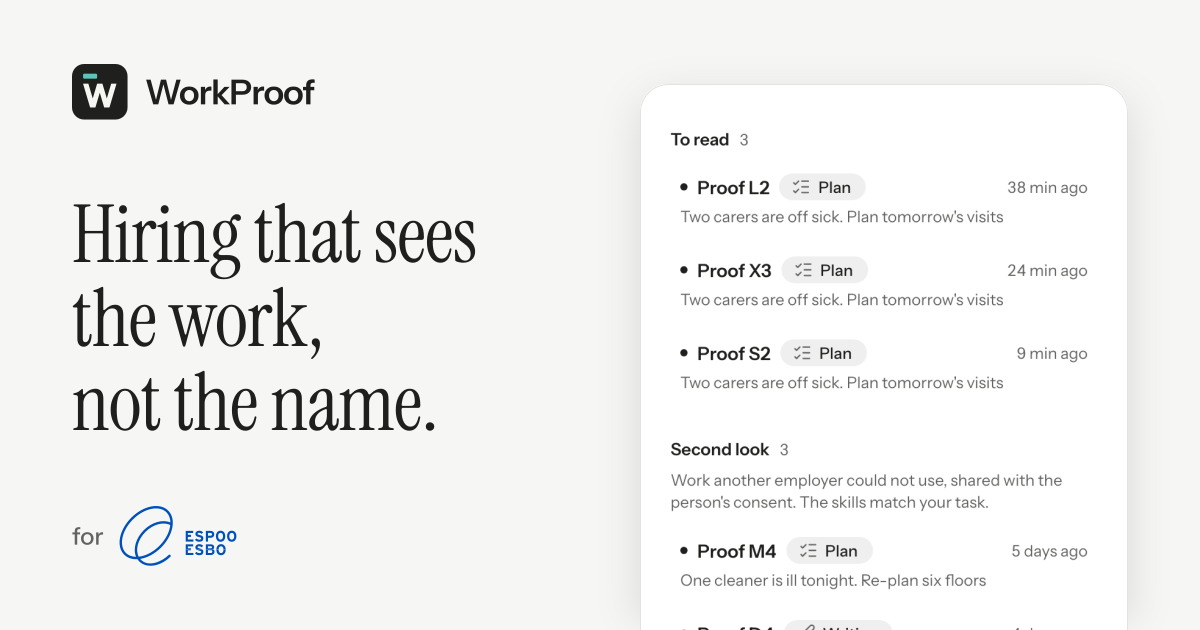 W
WorkProof
Hiring that sees
the work,
not the name.
for
ESPOO
ESBO
To read 3
Proof L2 Plan 38 min ago
Two carers are off sick. Plan tomorrow's visits
Proof X3 Plan 24 min ago
Two carers are off sick. Plan tomorrow's visits
Proof S2 Plan 9 min ago
Two carers are off sick. Plan tomorrow's visits
Second look 3
Work another employer could not use, shared with the
person's consent. The skills match your task.
Proof M4 Plan 5 days ago
One cleaner is ill tonight. Re-plan six floors
Proof